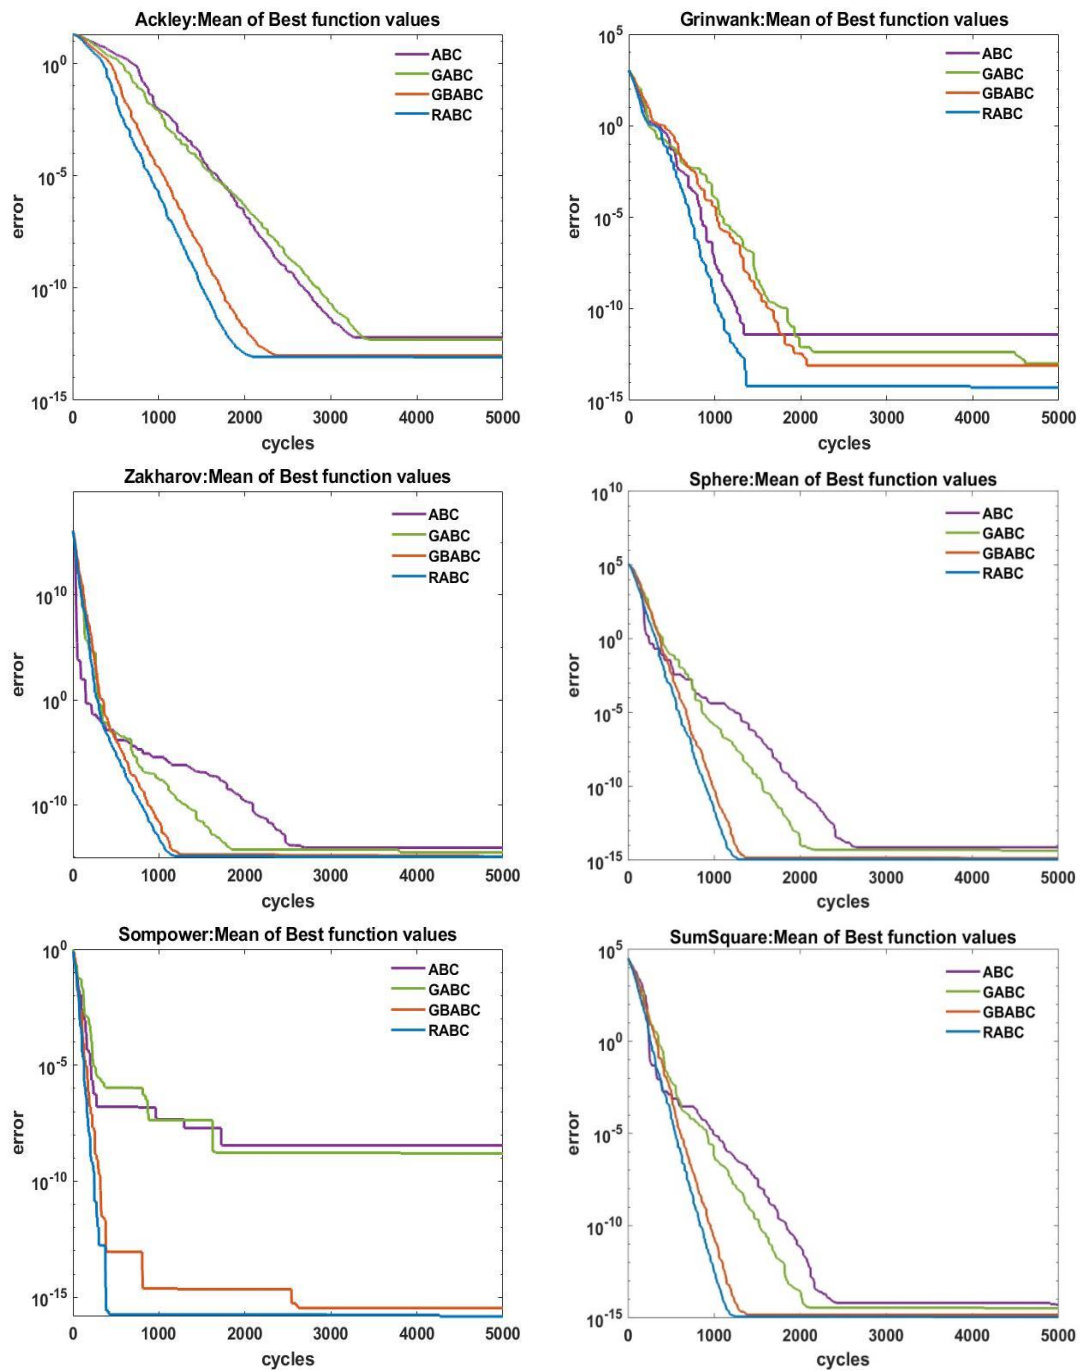 Ackley:Mean of Best function values
10^0
10^-5
10^-10
10^-15
error
ABC
GABC
GBABC
RABC
0 1000 2000 3000 4000 5000
cycles
Grinwank:Mean of Best function values
10^5
10^0
10^-5
10^-10
10^-15
error
ABC
GABC
GBABC
RABC
0 1000 2000 3000 4000 5000
cycles
Zakharov:Mean of Best function values
10^10
10^0
10^-10
error
ABC
GABC
GBABC
RABC
0 1000 2000 3000 4000 5000
cycles
Sphere:Mean of Best function values
10^10
10^5
10^0
10^-5
10^-10
10^-15
error
ABC
GABC
GBABC
RABC
0 1000 2000 3000 4000 5000
cycles
Sompower:Mean of Best function values
10^0
10^-5
10^-10
10^-15
error
ABC
GABC
GBABC
RABC
0 1000 2000 3000 4000 5000
cycles
SumSquare:Mean of Best function values
10^5
10^0
10^-5
10^-10
10^-15
error
ABC
GABC
GBABC
RABC
0 1000 2000 3000 4000 5000
cycles